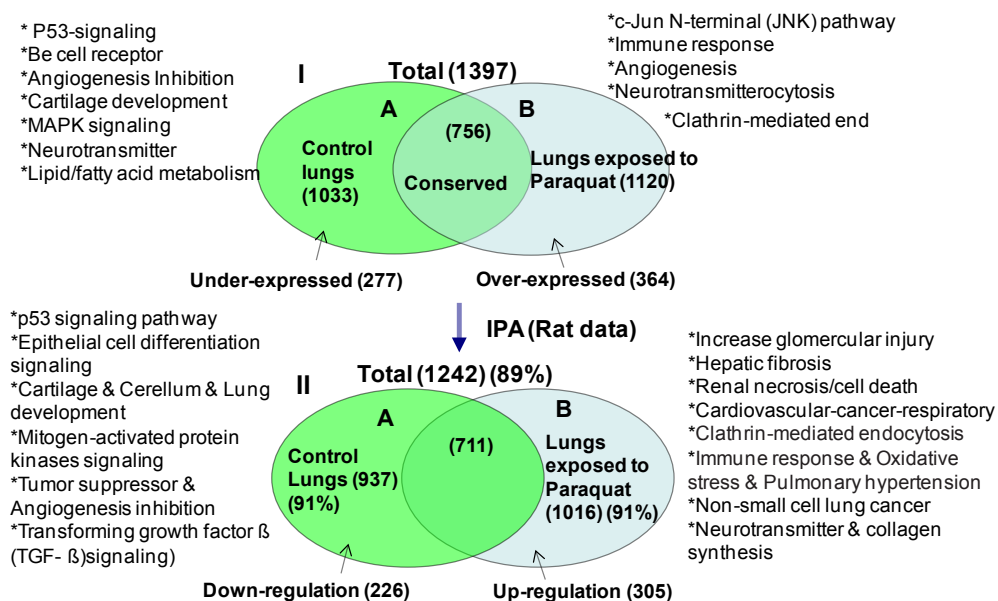 * P53-signaling
*Be cell receptor
*Angiogenesis Inhibition
*Cartilage development
*MAPK signaling
*Neurotransmitter
*Lipid/fatty acid metabolism
*c-Jun N-terminal (JNK) pathway
*Immune response
*Angiogenesis
*Neurotransmitterocytosis
*Clathrin-mediated end
I
Total (1397)
A
B
(756)
Control
lungs
(1033)
Conserved
Lungs exposed to
Paraquat (1120)
Under-expressed (277)
Over-expressed (364)
IPA (Rat data)
*p53 signaling pathway
*Epithelial cell differentiation
signaling
*Cartilage & Cerellum & Lung
development
*Mitogen-activated protein
kinases signaling
*Tumor suppressor &
Angiogenesis inhibition
*Transforming growth factor ß
(TGF- ß)signaling)
II
Total (1242) (89%)
A
B
(711)
Control
Lungs (937)
(91%)
Lungs
exposed to
Paraquat
(1016) (91%)
Down-regulation (226)
Up-regulation (305)
*Increase glomercular injury
*Hepatic fibrosis
*Renal necrosis/cell death
*Cardiovascular-cancer-respiratory
*Clathrin-mediated endocytosis
*Immune response & Oxidative
stress & Pulmonary hypertension
*Non-small cell lung cancer
*Neurotransmitter & collagen
synthesis